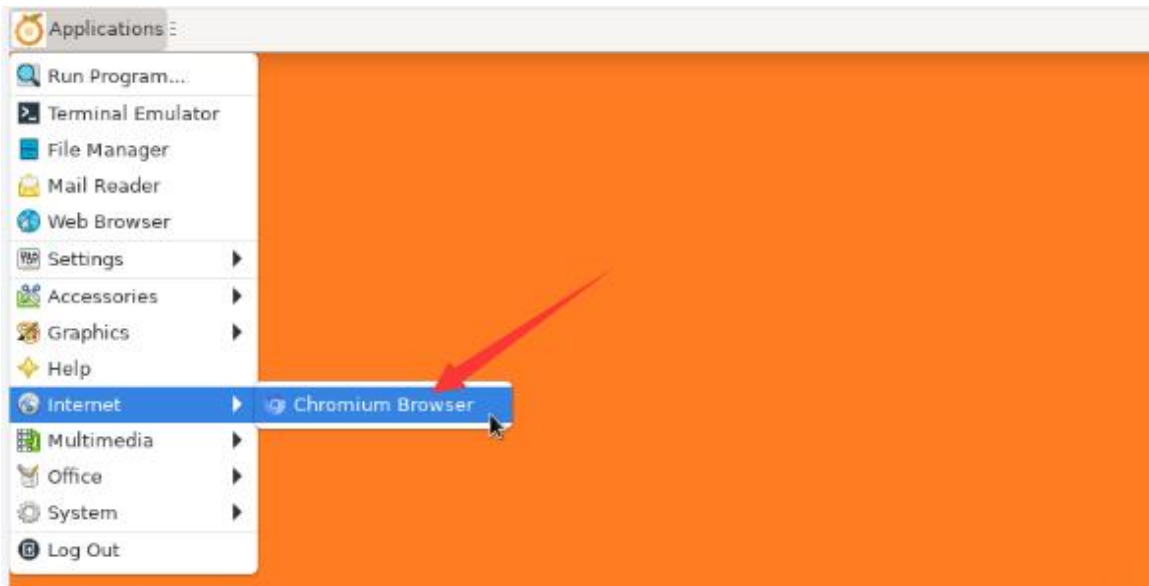 Applications
Run Program...
Terminal Emulator
File Manager
Mail Reader
Web Browser
Settings
Accessories
Graphics
Help
Internet
Chromium Browser
Multimedia
Office
System
Log Out